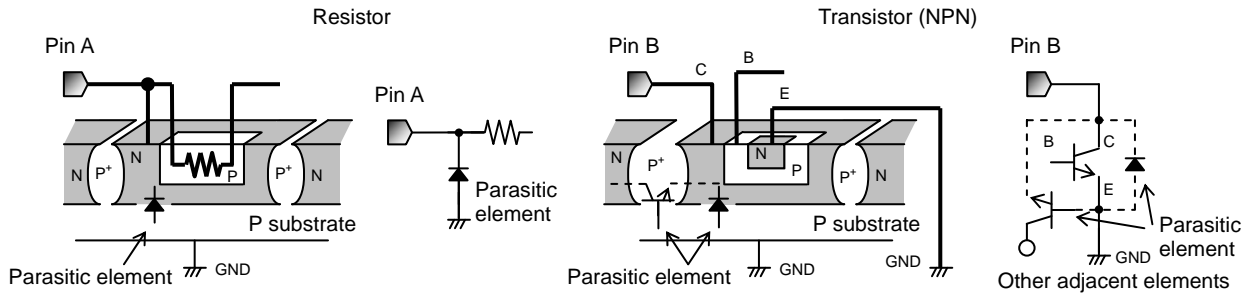 Resistor
Transistor (NPN)
Pin A
Pin B
Pin B
B
C
E
Pin A
N
P+
N
P
P+
N
Parasitic
element
P substrate
GND
Parasitic element
N
P+
N
P
P+
N
P substrate
GND
GND
Parasitic element
B
C
E
Parasitic
element
GND
Other adjacent elements